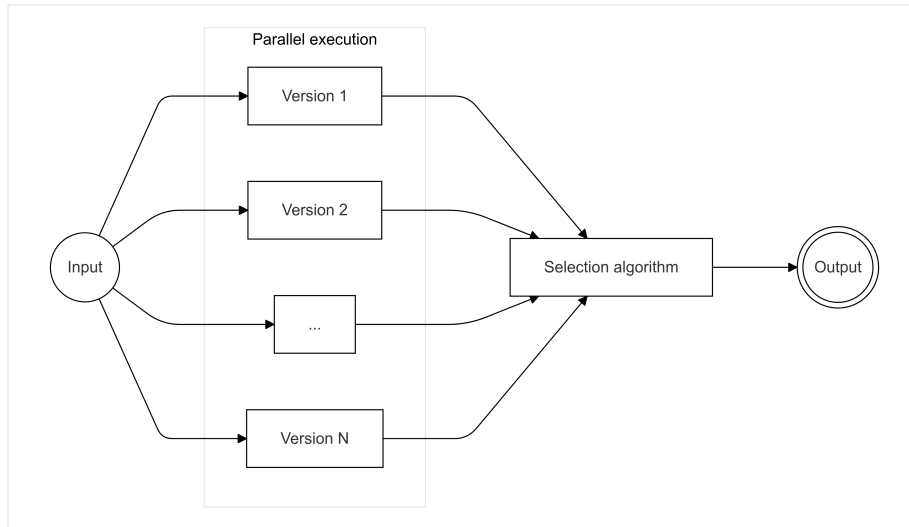 Parallel execution
Version 1
Version 2
Input
Selection algorithm
Output
...
Version N